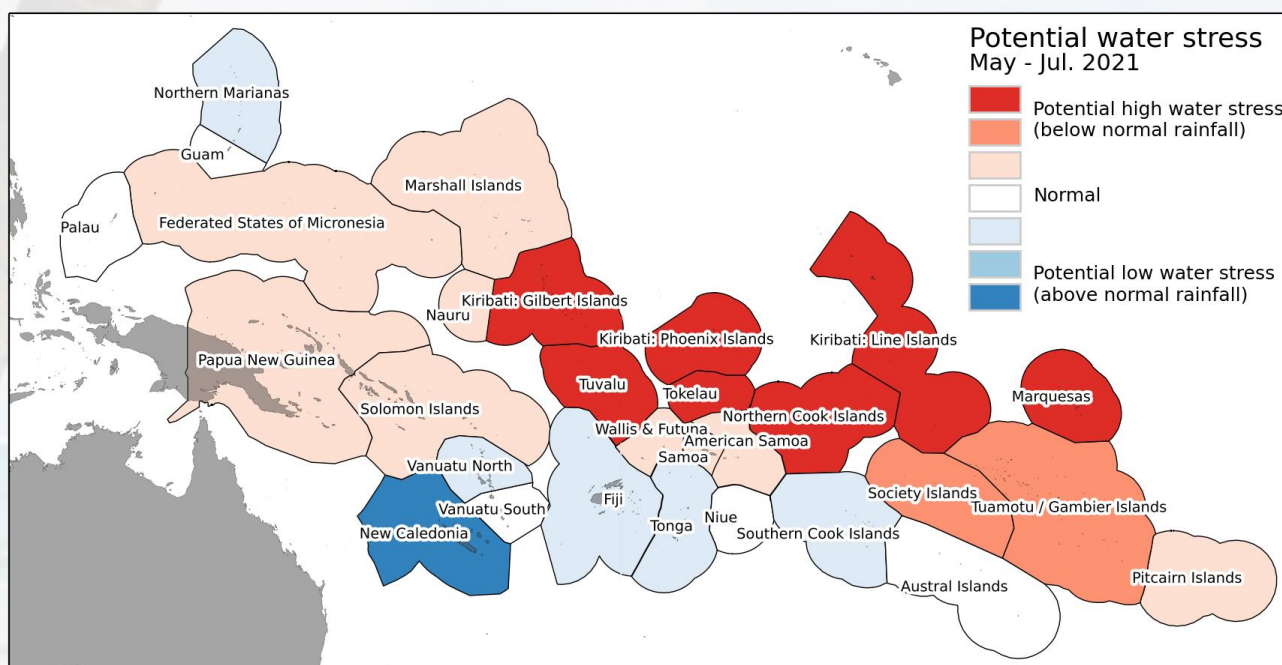 Potential water stress
May - Jul. 2021
Potential high water stress
(below normal rainfall)
Normal
Potential low water stress
(above normal rainfall)
Northern Marianas
Guam
Palau
Federated States of Micronesia
Marshall Islands
Nauru
Kiribati: Gilbert Islands
Kiribati: Phoenix Islands
Kiribati: Line Islands
Papua New Guinea
Solomon Islands
Tuvalu
Tokelau
Marquesas
Northern Cook Islands
Wallis & Futuna
American Samoa
Samoa
Vanuatu North
Vanuatu South
New Caledonia
Fiji
Tonga
Niue
Southern Cook Islands
Society Islands
Tuamotu / Gambier Islands
Austral Islands
Pitcairn Islands